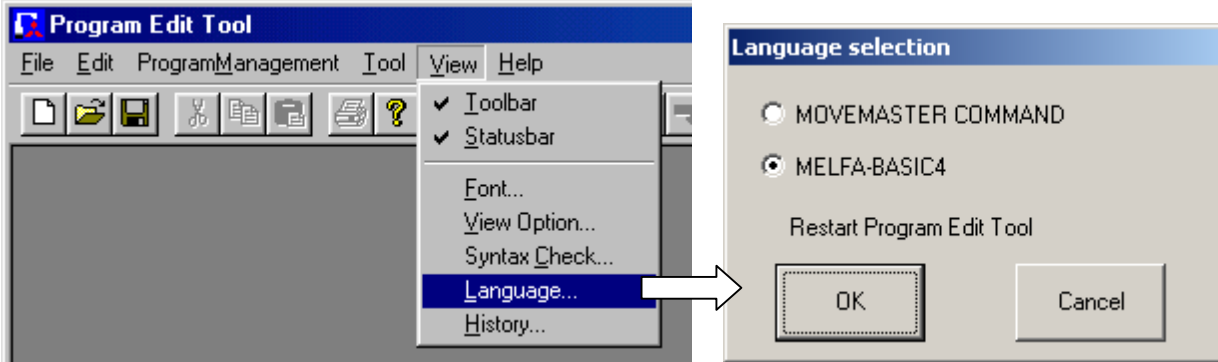 Program Edit Tool
File Edit ProgramManagement Tool View Help
Toolbar
Statusbar
Font...
View Option...
Syntax Check...
Language...
History...
Language selection
MOVEMASTER COMMAND
MELFA-BASIC4
Restart Program Edit Tool
OK Cancel